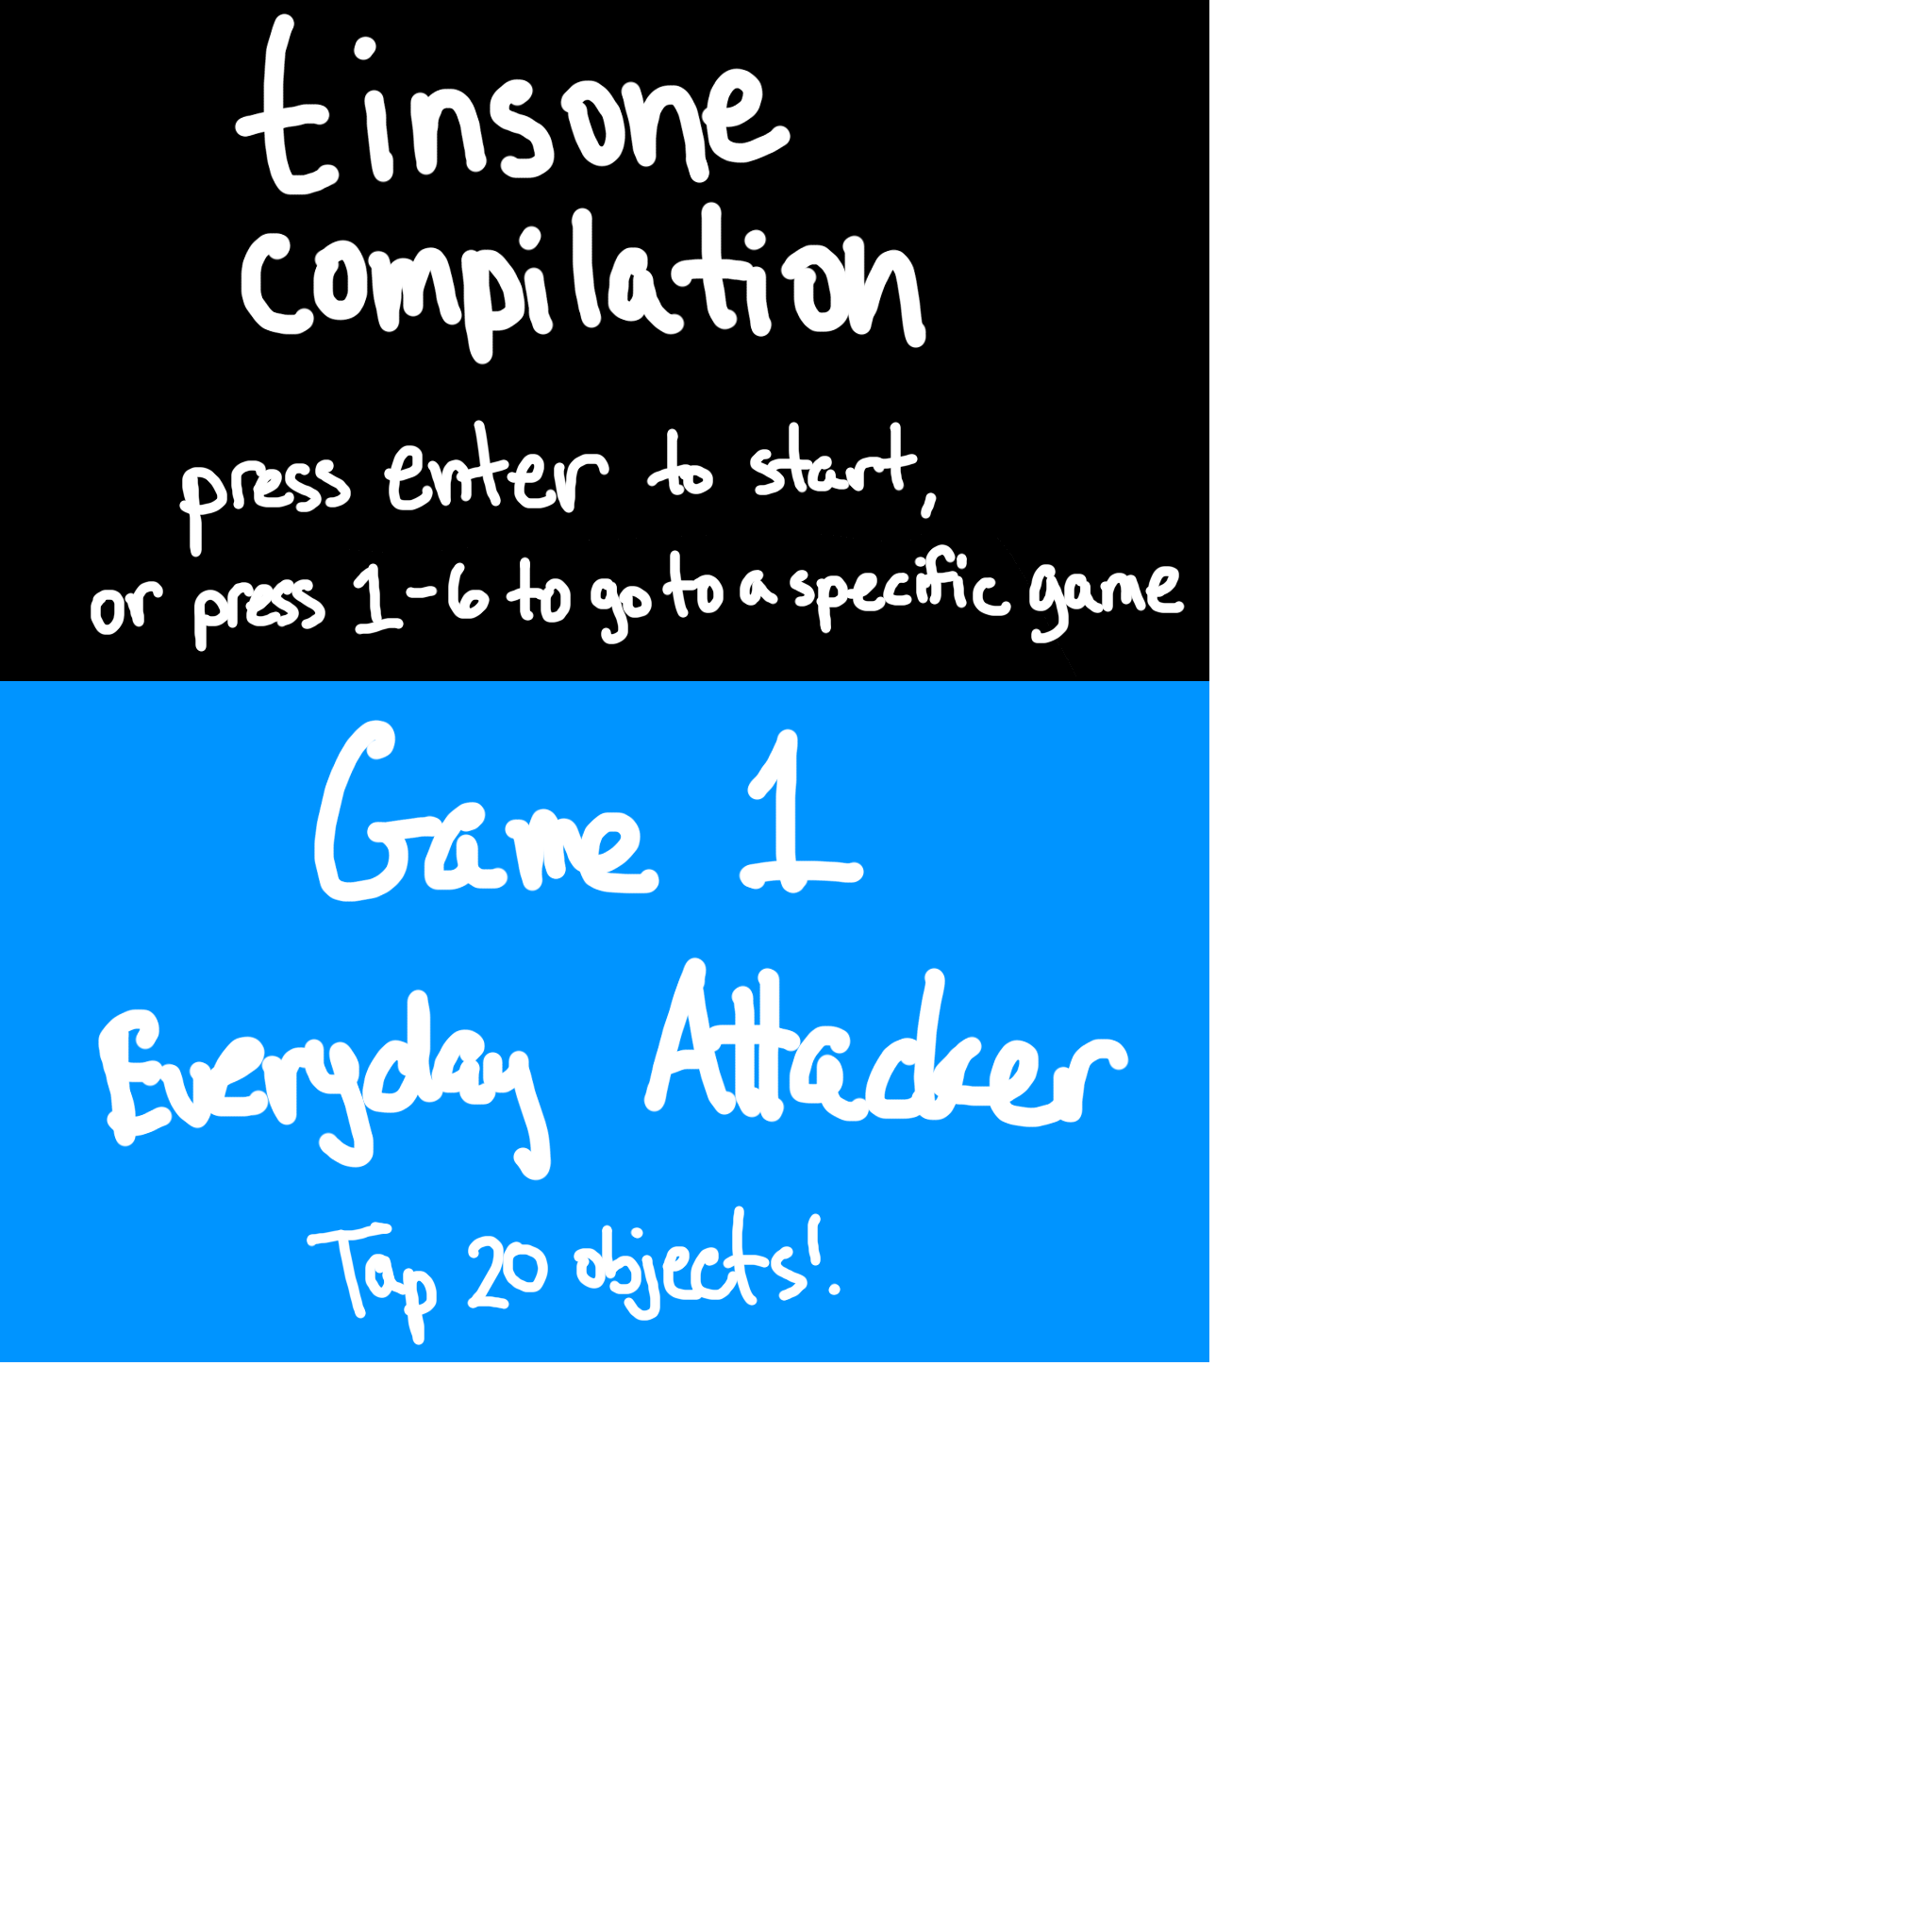 tinsone
compilation
press enter to start,
or press 1-6 to go to a specific game
Game 1
Everyday Attacker
Tap 20 objects!